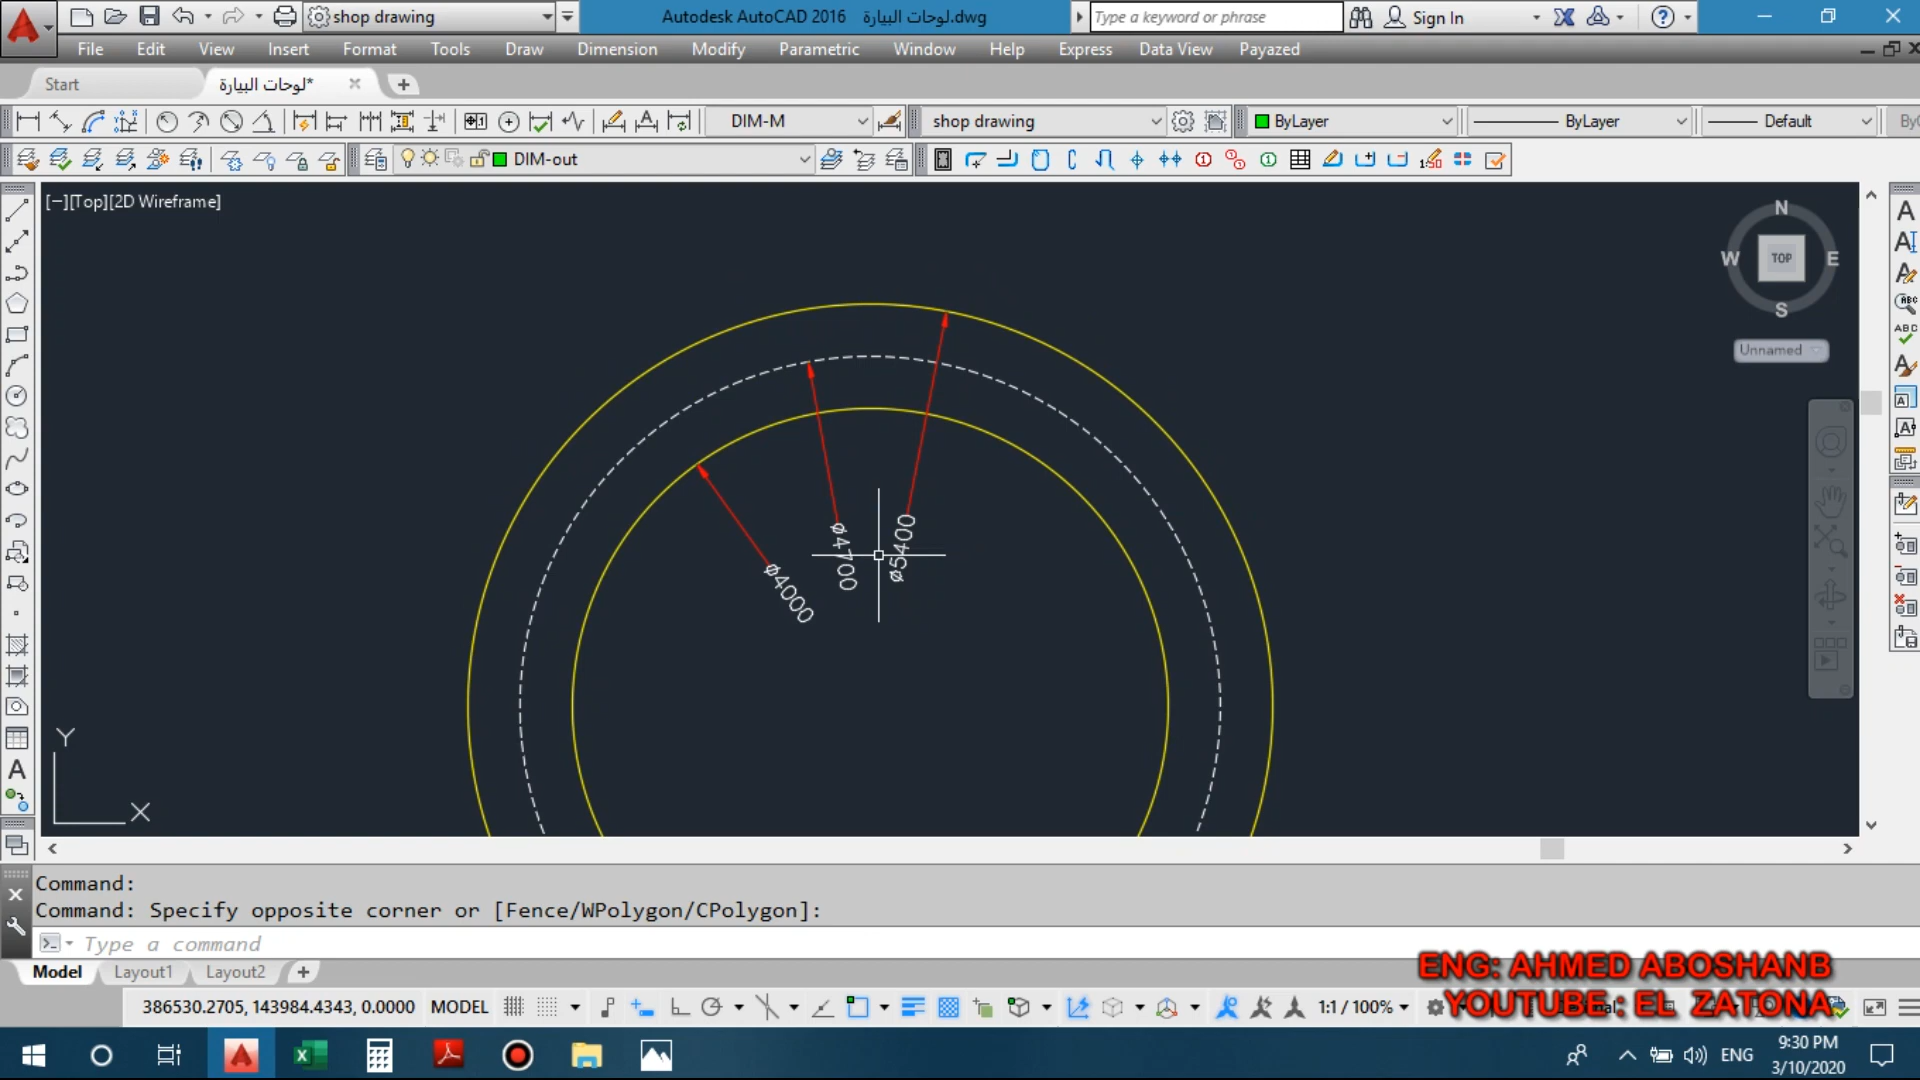 shop drawing
Autodesk AutoCAD 2016 لوحات البيارة.dwg
Type a keyword or phrase
Sign In
File Edit View Insert Format Tools Draw Dimension Modify Parametric Window Help Express Data View Payazed
Start
لوحات البيارة*
DIM-M
shop drawing
ByLayer
ByLayer
Default
DIM-out
[−][Top][2D Wireframe]
N
W TOP E
S
Unnamed
ø4700
ø5400
ø4000
Y
X
Command:
Command: Specify opposite corner or [Fence/WPolygon/CPolygon]:
Type a command
Model Layout1 Layout2
ENG: AHMED ABOSHANB
YOUTUBE : EL ZATONA
386530.2705, 143984.4343, 0.0000 MODEL
1:1 / 100%
ENG
9:30 PM
3/10/2020